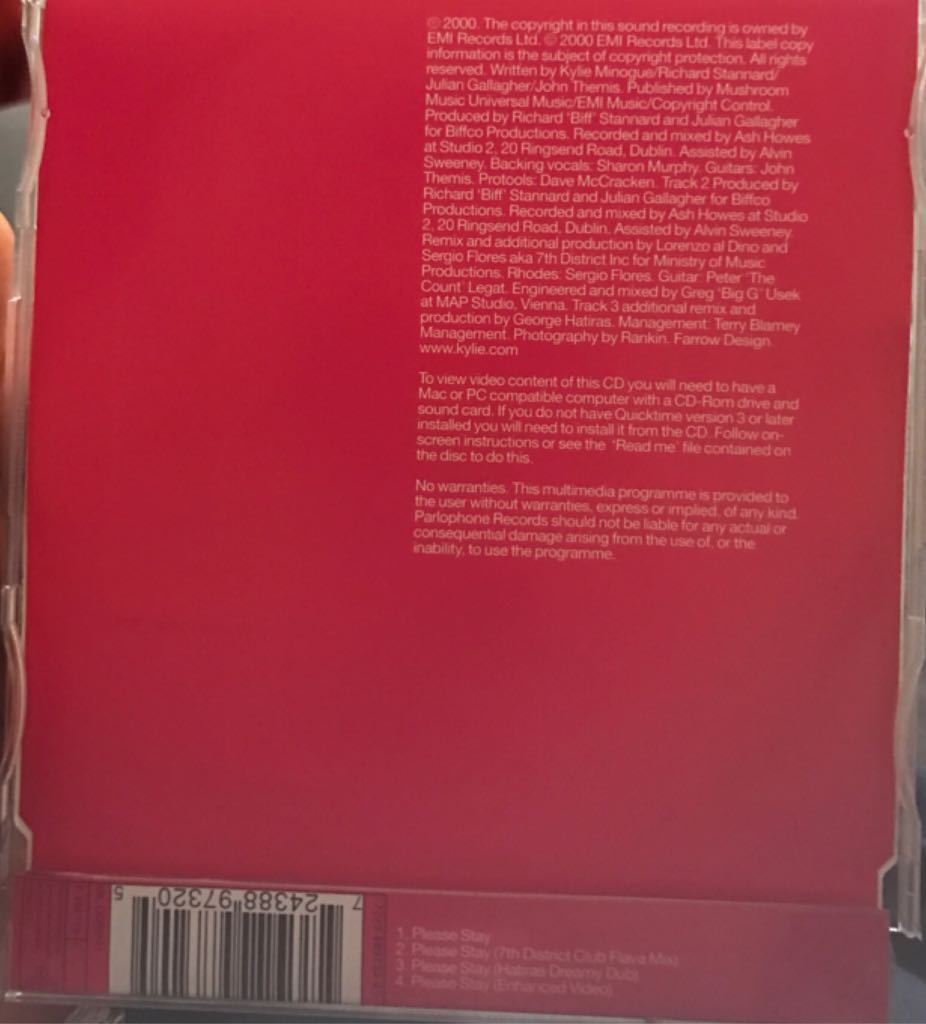 ℗ 2000. The copyright in this sound recording is owned by
EMI Records Ltd. © 2000 EMI Records Ltd. This label copy
information is the subject of copyright protection. All rights
reserved. Written by Kylie Minogue/Richard Stannard/
Julian Gallagher/John Themis. Published by Mushroom
Music Universal Music/EMI Music/Copyright Control.
Produced by Richard 'Biff' Stannard and Julian Gallagher
for Biffco Productions. Recorded and mixed by Ash Howes
at Studio 2, 20 Ringsend Road, Dublin. Assisted by Alvin
Sweeney. Backing vocals: Sharon Murphy. Guitars: John
Themis. Protools: Dave McCracken. Track 2 Produced by
Richard 'Biff' Stannard and Julian Gallagher for Biffco
Productions. Recorded and mixed by Ash Howes at Studio
2, 20 Ringsend Road, Dublin. Assisted by Alvin Sweeney.
Remix and additional production by Lorenzo al Dino and
Sergio Flores aka 7th District Inc for Ministry of Music
Productions. Rhodes: Sergio Flores. Guitar: Peter 'The
Count' Legat. Engineered and mixed by Greg 'Big G' Usek
at MAP Studio, Vienna. Track 3 additional remix and
production by George Hatiras. Management: Terry Blamey
Management. Photography by Rankin. Farrow Design.
www.kylie.com
To view video content of this CD you will need to have a
Mac or PC compatible computer with a CD-Rom drive and
sound card. If you do not have Quicktime version 3 or later
installed you will need to install it from the CD. Follow on-
screen instructions or see the 'Read me' file contained on
the disc to do this.
No warranties. This multimedia programme is provided to
the user without warranties, express or implied, of any kind.
Parlophone Records should not be liable for any actual or
consequential damage arising from the use of, or the
inability, to use the programme.
7 24388 97320 5
1. Please Stay
2. Please Stay (7th District Club Flava Mix)
3. Please Stay (Hatiras Dreamy Dub)
4. Please Stay (Enhanced Video)